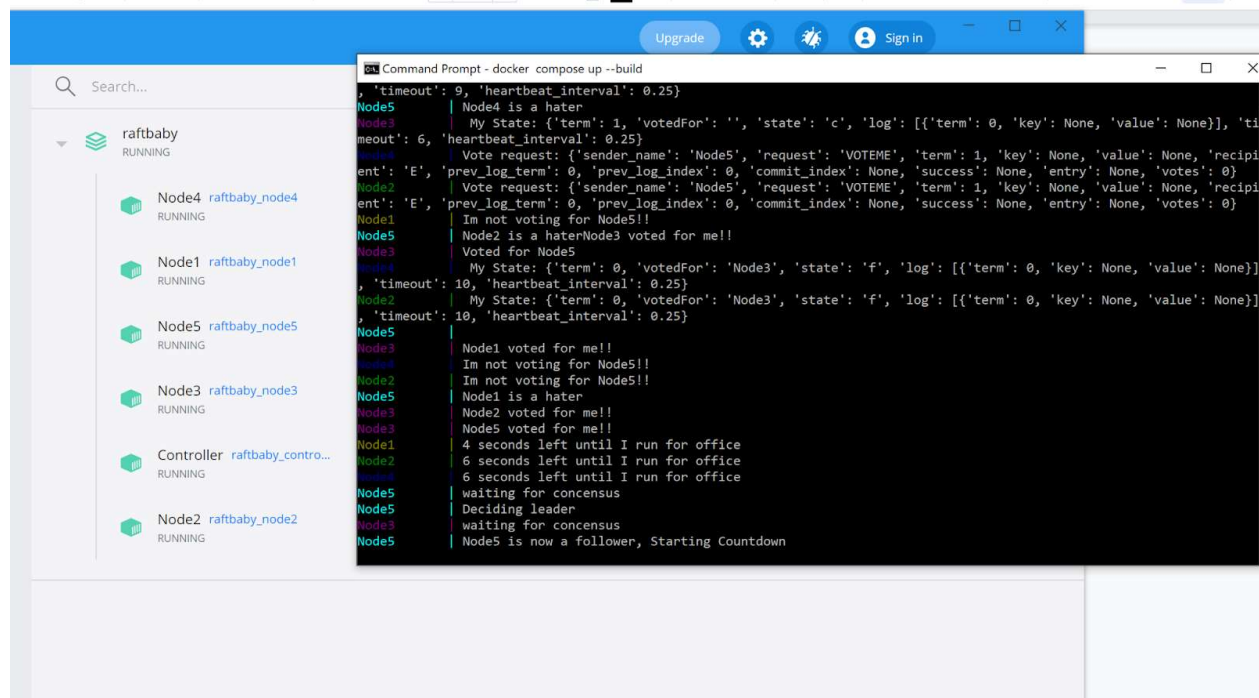 Upgrade
Sign in
Search...
raftbaby
RUNNING
Node4 raftbaby_node4
RUNNING
Node1 raftbaby_node1
RUNNING
Node5 raftbaby_node5
RUNNING
Node3 raftbaby_node3
RUNNING
Controller raftbaby_contro...
RUNNING
Node2 raftbaby_node2
RUNNING
Command Prompt - docker compose up --build
, 'timeout': 9, 'heartbeat_interval': 0.25}
Node5 | Node4 is a hater
Node3 | My State: {'term': 1, 'votedFor': '', 'state': 'c', 'log': [{'term': 0, 'key': None, 'value': None}], 'ti
meout': 6, 'heartbeat_interval': 0.25}
Node4 | Vote request: {'sender_name': 'Node5', 'request': 'VOTEME', 'term': 1, 'key': None, 'value': None, 'recipi
ent': 'E', 'prev_log_term': 0, 'prev_log_index': 0, 'commit_index': None, 'success': None, 'entry': None, 'votes': 0}
Node2 | Vote request: {'sender_name': 'Node5', 'request': 'VOTEME', 'term': 1, 'key': None, 'value': None, 'recipi
ent': 'E', 'prev_log_term': 0, 'prev_log_index': 0, 'commit_index': None, 'success': None, 'entry': None, 'votes': 0}
Node1 | Im not voting for Node5!!
Node5 | Node2 is a haterNode3 voted for me!!
Node3 | Voted for Node5
Node4 | My State: {'term': 0, 'votedFor': 'Node3', 'state': 'f', 'log': [{'term': 0, 'key': None, 'value': None}]
, 'timeout': 10, 'heartbeat_interval': 0.25}
Node2 | My State: {'term': 0, 'votedFor': 'Node3', 'state': 'f', 'log': [{'term': 0, 'key': None, 'value': None}]
, 'timeout': 10, 'heartbeat_interval': 0.25}
Node5 |
Node3 | Node1 voted for me!!
Node4 | Im not voting for Node5!!
Node2 | Im not voting for Node5!!
Node5 | Node1 is a hater
Node3 | Node2 voted for me!!
Node3 | Node5 voted for me!!
Node1 | 4 seconds left until I run for office
Node2 | 6 seconds left until I run for office
Node4 | 6 seconds left until I run for office
Node5 | waiting for concensus
Node5 | Deciding leader
Node3 | waiting for concensus
Node5 | Node5 is now a follower, Starting Countdown